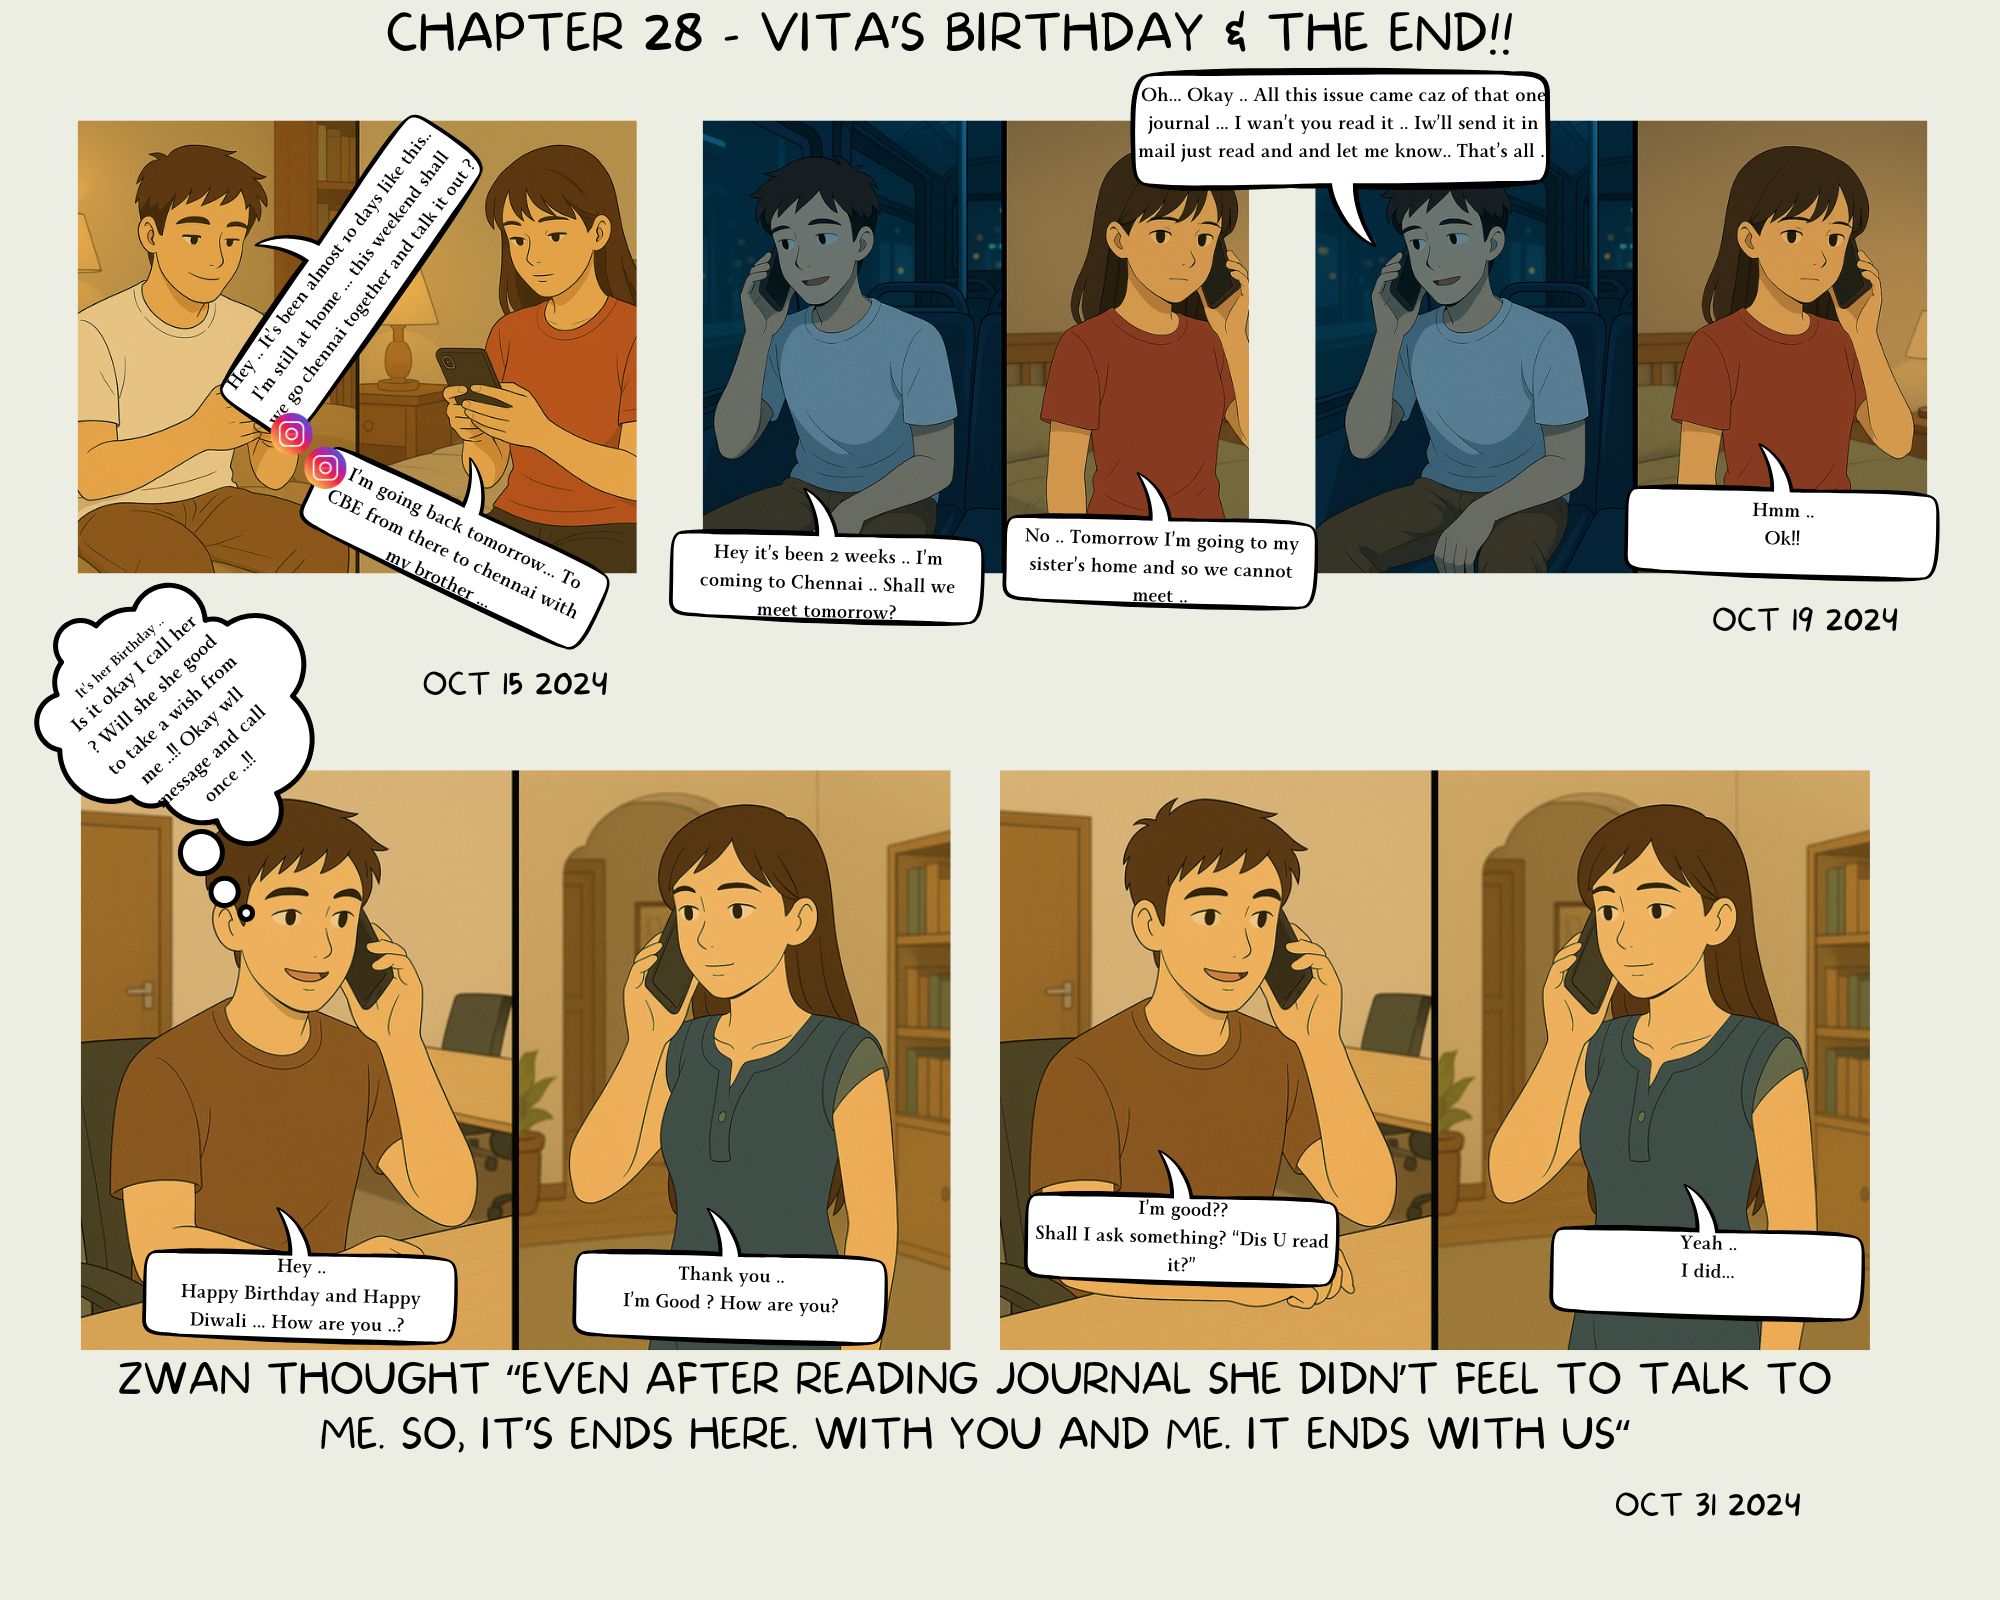 CHAPTER 28 - VITA'S BIRTHDAY & THE END!!
Hey .. It's been almost 10 days like this..
I'm still at home ... this weekend shall
we go chennai together and talk it out ?
I'm going back tomorrow... To
CBE from there to chennai with
my brother ...
OCT 15 2024
Hey it's been 2 weeks .. I'm
coming to Chennai .. Shall we
meet tomorrow?
No .. Tomorrow I'm going to my
sister's home and so we cannot
meet ..
Oh... Okay .. All this issue came caz of that one
journal ... I wan't you read it .. Iw'll send it in
mail just read and and let me know.. That's all .
Hmm ..
Ok!!
OCT 19 2024
It's her Birthday ..
Is it okay I call her
? Will she she good
to take a wish from
me ..!! Okay wll
message and call
once ..!!
Hey ..
Happy Birthday and Happy
Diwali ... How are you ..?
Thank you ..
I'm Good ? How are you?
I'm good??
Shall I ask something? “Dis U read
it?”
Yeah ..
I did...
ZWAN THOUGHT “EVEN AFTER READING JOURNAL SHE DIDN'T FEEL TO TALK TO
ME. SO, IT'S ENDS HERE. WITH YOU AND ME. IT ENDS WITH US“
OCT 31 2024